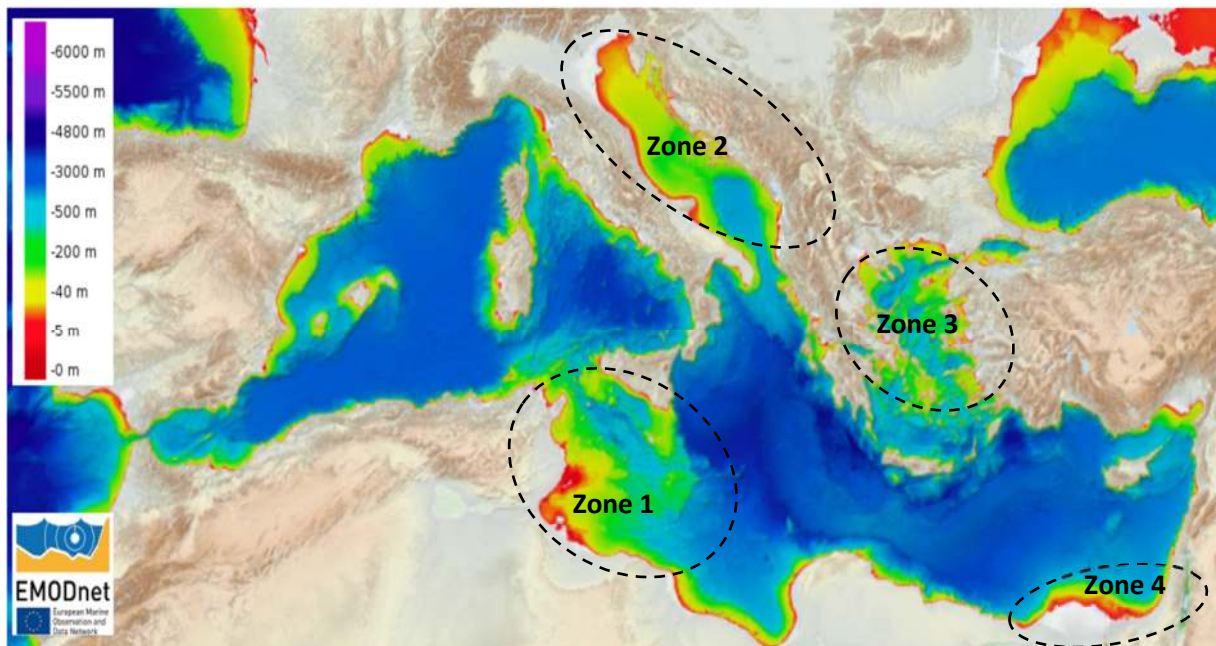 -6000 m
-5500 m
-4800 m
-3000 m
-500 m
-200 m
-40 m
-5 m
-0 m
Zone 2
Zone 3
Zone 1
Zone 4
EMODnet
European Marine
Observation and
Data Network